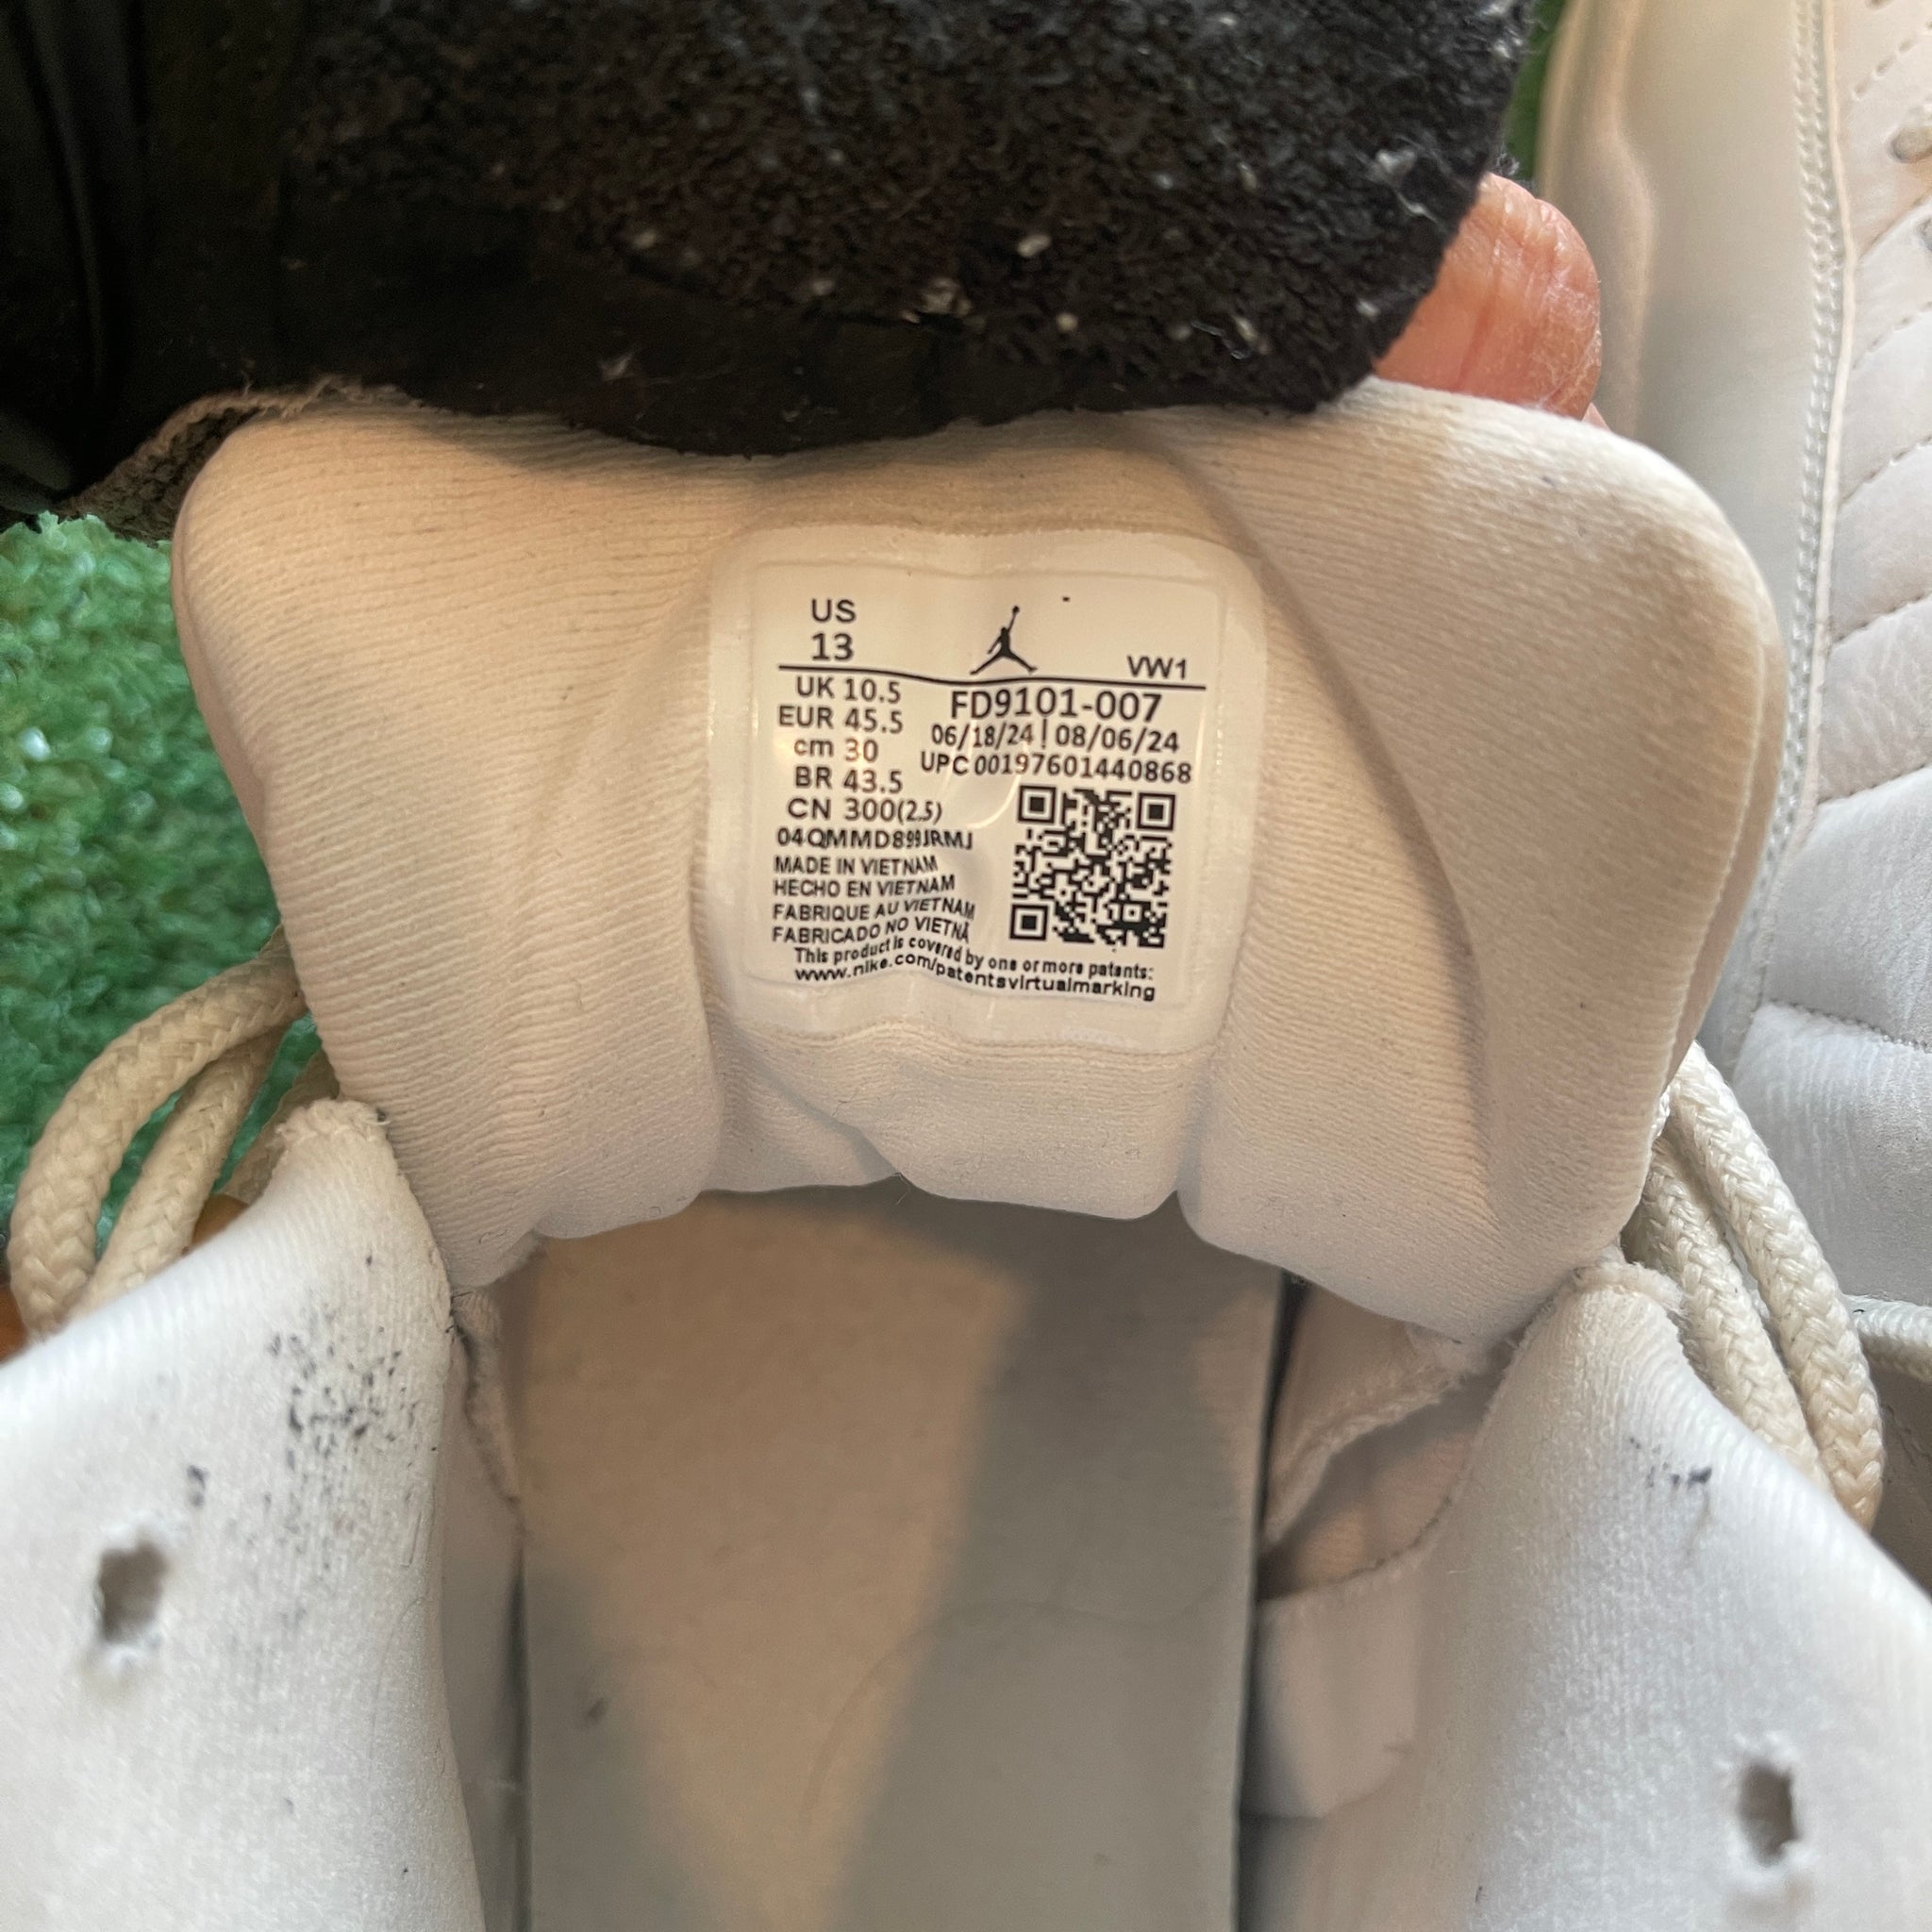 US
13
VW1
UK 10.5
EUR 45.5
cm 30
BR 43.5
CN 300(2.5)
FD9101-007
06/18/24 | 08/06/24
UPC 00197601440868
04QMMD899JRMJ
MADE IN VIETNAM
HECHO EN VIETNAM
FABRIQUE AU VIETNAM
FABRICADO NO VIETNÃ
This product is covered by one or more patents:
www.nike.com/patentsvirtualmarking